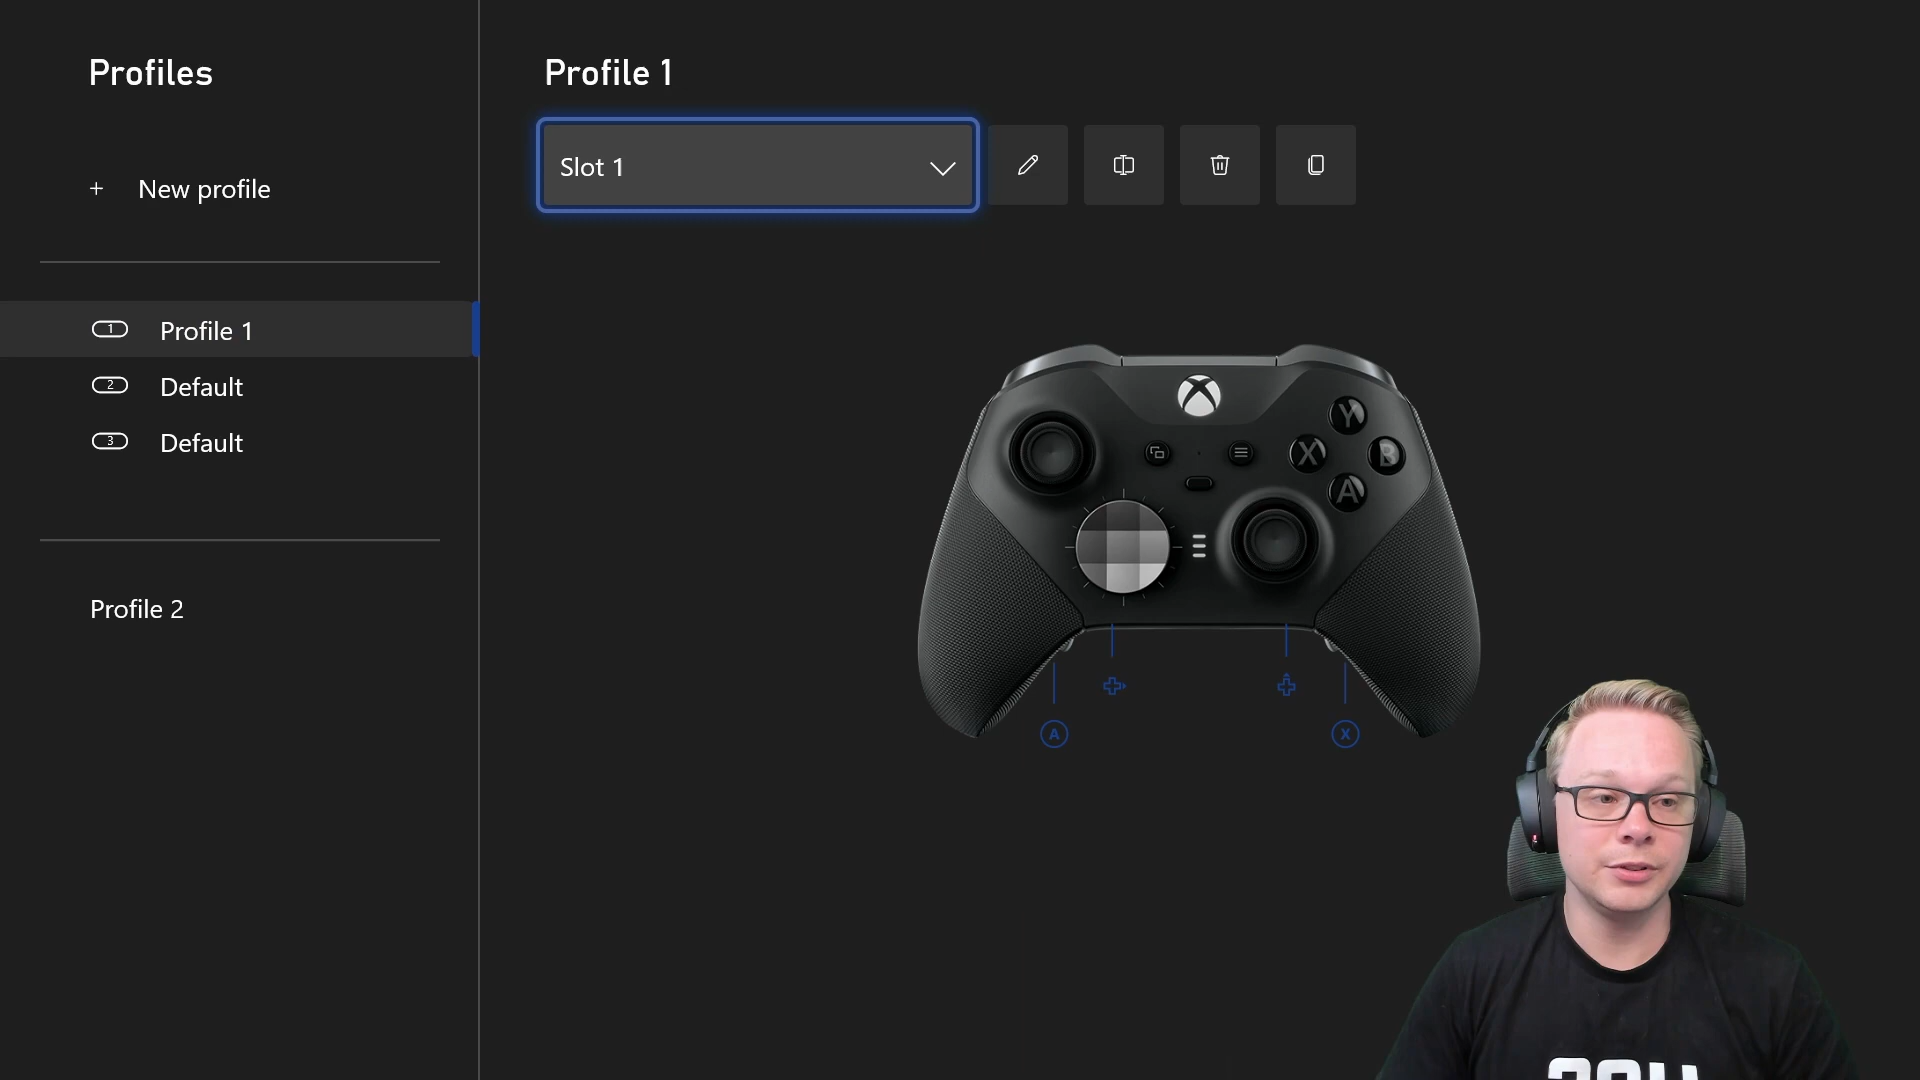 Profiles
+ New profile
1 Profile 1
2 Default
3 Default
Profile 2
Profile 1
Slot 1
Y
X
B
A
A
X